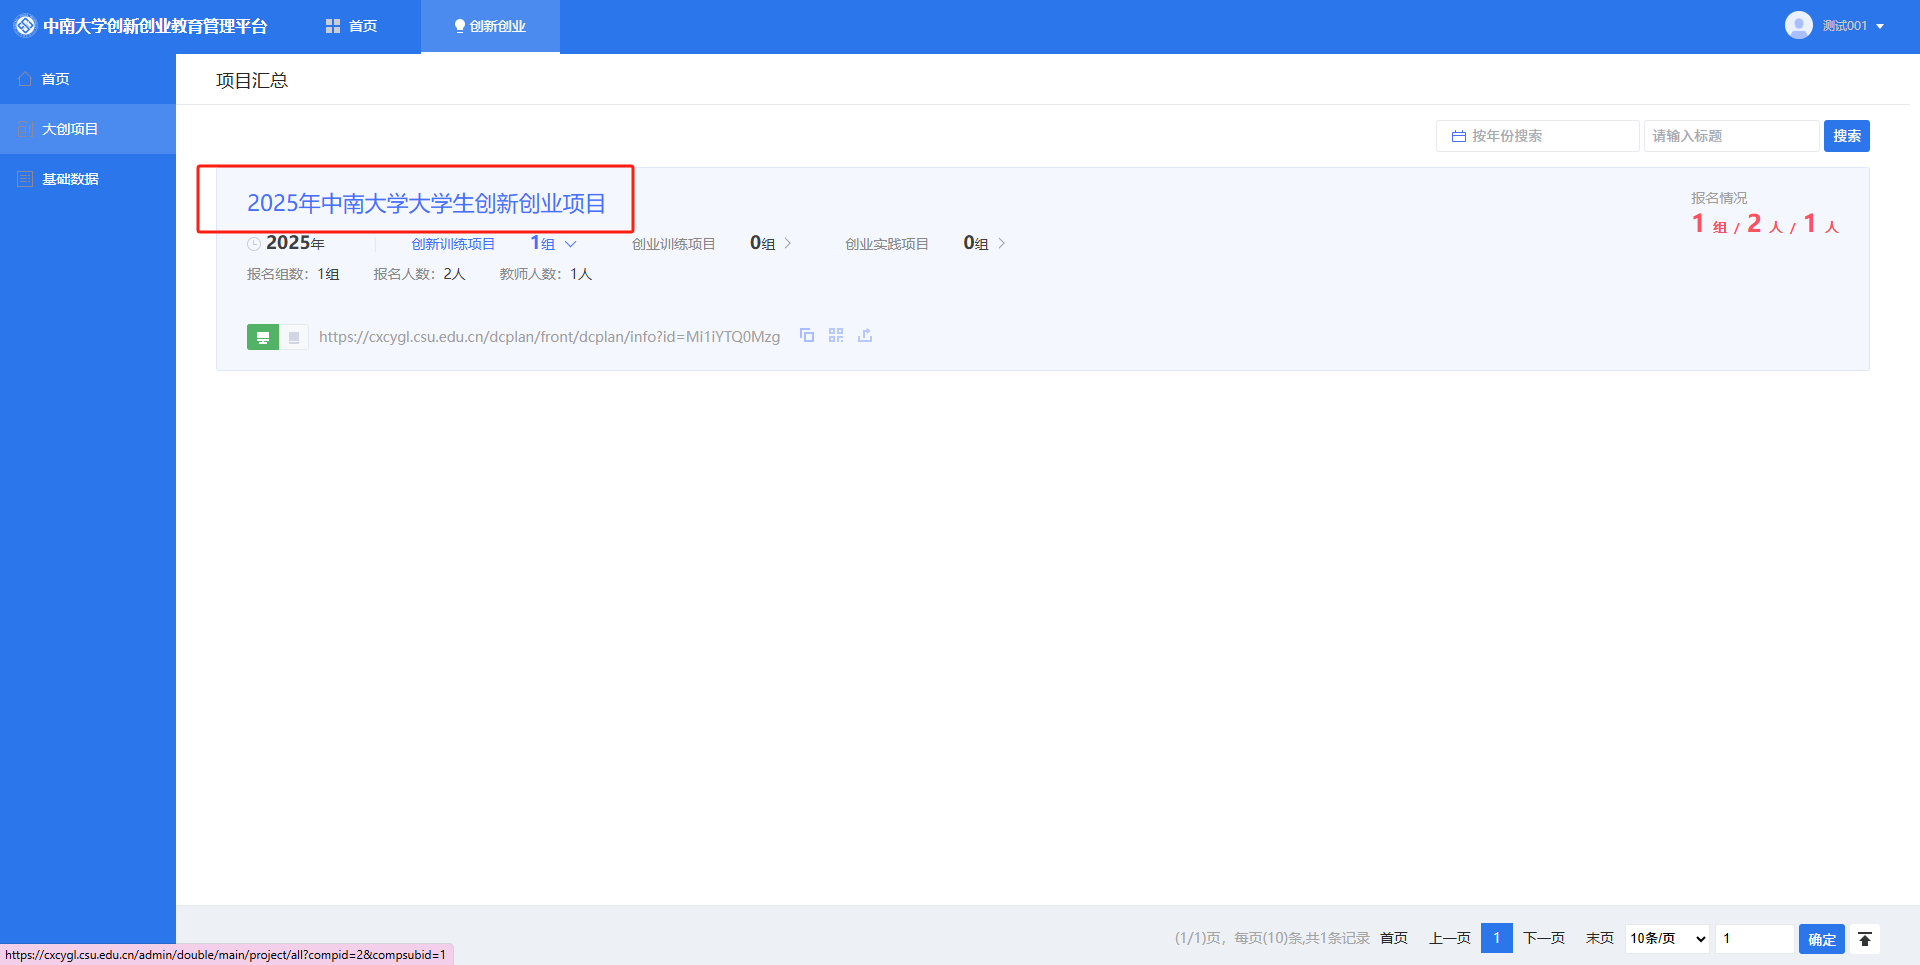 中南大学创新创业教育管理平台
首页
创新创业
测试001
首页
大创项目
基础数据
项目汇总
按年份搜索
请输入标题
搜索
2025年中南大学大学生创新创业项目
报名情况
1 组 / 2 人 / 1 人
2025年
创新训练项目 1组
创业训练项目 0组
创业实践项目 0组
报名组数：1组 报名人数：2人 教师人数：1人
https://cxcygl.csu.edu.cn/dcplan/front/dcplan/info?id=Mi1iYTQ0Mzg
(1/1)页，每页(10)条,共1条记录 首页 上一页 1 下一页 末页 10条/页 1 确定
https://cxcygl.csu.edu.cn/admin/double/main/project/all?compid=2&compsubid=1